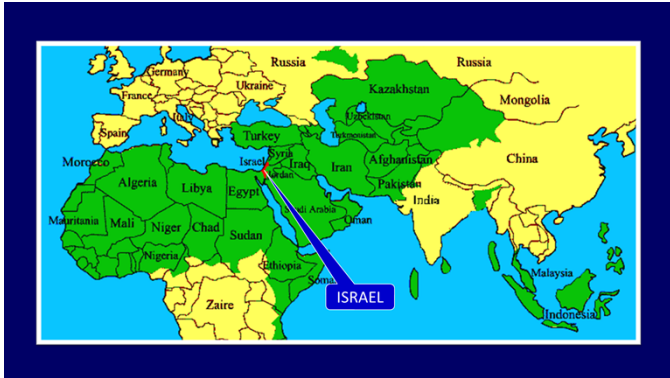 Russia
Russia
Germany
Kazakhstan
Ukraine
France
Mongolia
Italy
Uzbekistan
Spain
Turkey
Turkmenistan
China
Morocco
Israel
Syria
Iraq
Iran
Afghanistan
Jordan
Algeria
Libya
Egypt
Pakistan
India
Saudi Arabia
Oman
Mauritania
Mali
Niger
Chad
Sudan
Nigeria
Ethiopia
Soma
Malaysia
ISRAEL
Zaire
Indonesia